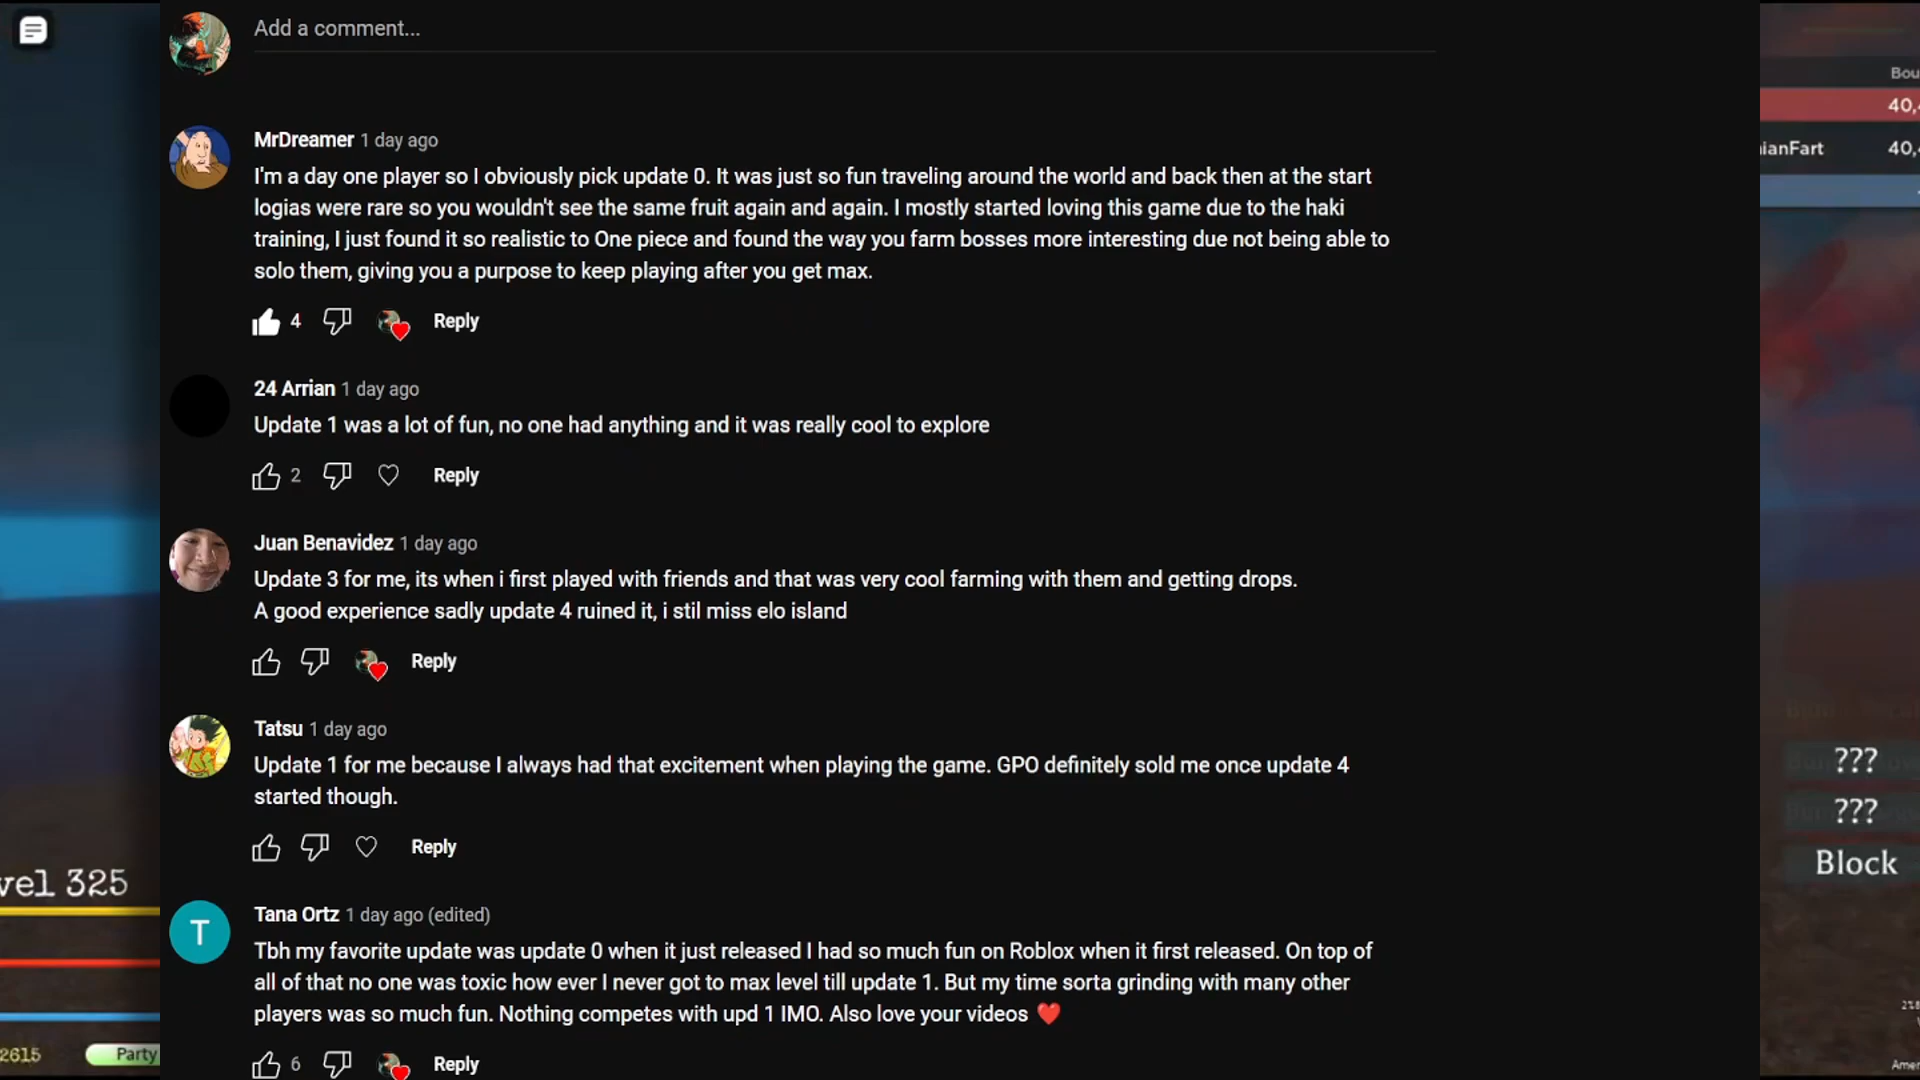 Add a comment...
MrDreamer 1 day ago
I'm a day one player so I obviously pick update 0. It was just so fun traveling around the world and back then at the start
logias were rare so you wouldn't see the same fruit again and again. I mostly started loving this game due to the haki
training, I just found it so realistic to One piece and found the way you farm bosses more interesting due not being able to
solo them, giving you a purpose to keep playing after you get max.
4 Reply
24 Arrian 1 day ago
Update 1 was a lot of fun, no one had anything and it was really cool to explore
2 Reply
Juan Benavidez 1 day ago
Update 3 for me, its when i first played with friends and that was very cool farming with them and getting drops.
A good experience sadly update 4 ruined it, i stil miss elo island
Reply
Tatsu 1 day ago
Update 1 for me because I always had that excitement when playing the game. GPO definitely sold me once update 4
started though.
Reply
T
Tana Ortz 1 day ago (edited)
Tbh my favorite update was update 0 when it just released I had so much fun on Roblox when it first released. On top of
all of that no one was toxic how ever I never got to max level till update 1. But my time sorta grinding with many other
players was so much fun. Nothing competes with upd 1 IMO. Also love your videos ❤️
6 Reply
vel 325
2615 Party
Bou
40,
ianFart 40,
???
???
Block
Amer